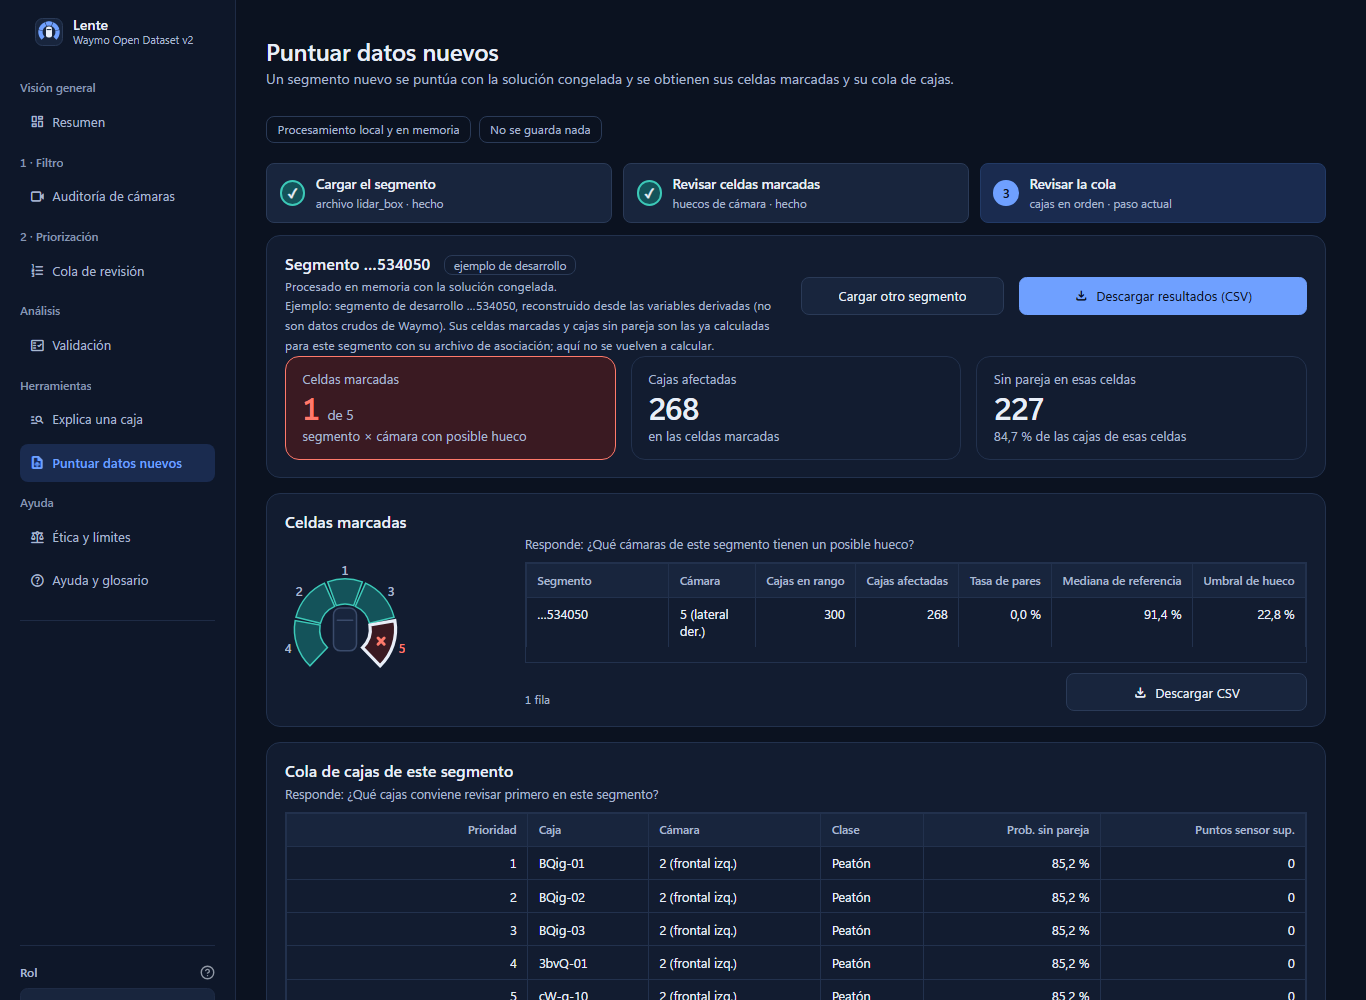 Lente
Waymo Open Dataset v2
Visión general
Resumen
1 · Filtro
Auditoría de cámaras
2 · Priorización
Cola de revisión
Análisis
Validación
Herramientas
Explica una caja
Puntuar datos nuevos
Ayuda
Ética y límites
Ayuda y glosario
Rol
Puntuar datos nuevos
Un segmento nuevo se puntúa con la solución congelada y se obtienen sus celdas marcadas y su cola de cajas.
Procesamiento local y en memoria
No se guarda nada
Cargar el segmento
archivo lidar_box · hecho
Revisar celdas marcadas
huecos de cámara · hecho
3
Revisar la cola
cajas en orden · paso actual
Segmento ...534050
ejemplo de desarrollo
Procesado en memoria con la solución congelada.
Ejemplo: segmento de desarrollo ...534050, reconstruido desde las variables derivadas (no
son datos crudos de Waymo). Sus celdas marcadas y cajas sin pareja son las ya calculadas
para este segmento con su archivo de asociación; aquí no se vuelven a calcular.
Cargar otro segmento
Descargar resultados (CSV)
Celdas marcadas
1 de 5
segmento × cámara con posible hueco
Cajas afectadas
268
en las celdas marcadas
Sin pareja en esas celdas
227
84,7 % de las cajas de esas celdas
Celdas marcadas
1
2
3
4
5
Responde: ¿Qué cámaras de este segmento tienen un posible hueco?
Segmento Cámara Cajas en rango Cajas afectadas Tasa de pares Mediana de referencia Umbral de hueco
...534050 5 (lateral der.) 300 268 0,0 % 91,4 % 22,8 %
1 fila
Descargar CSV
Cola de cajas de este segmento
Responde: ¿Qué cajas conviene revisar primero en este segmento?
Prioridad Caja Cámara Clase Prob. sin pareja Puntos sensor sup.
1 BQig-01 2 (frontal izq.) Peatón 85,2 % 0
2 BQig-02 2 (frontal izq.) Peatón 85,2 % 0
3 BQig-03 2 (frontal izq.) Peatón 85,2 % 0
4 3bvQ-01 2 (frontal izq.) Peatón 85,2 % 0
5 cW-g-10 2 (frontal izq.) Peatón 85,2 % 0